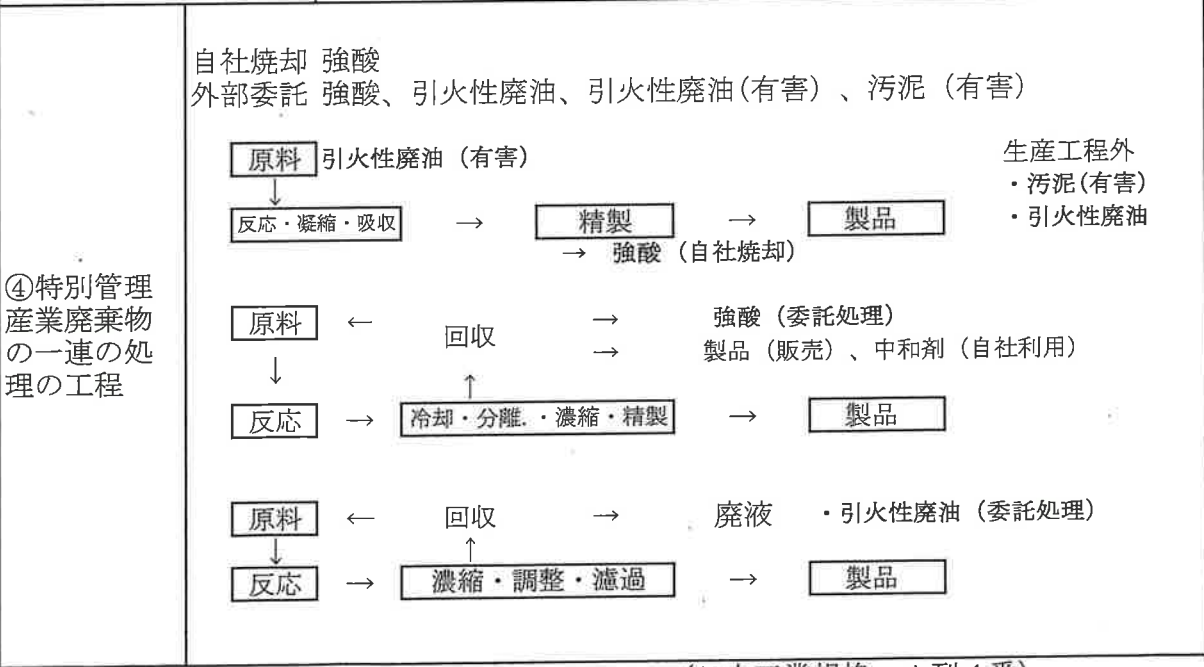 ④特別管理
産業廃棄物
の一連の処
理の工程
自社焼却 強酸
外部委託 強酸、引火性廃油、引火性廃油(有害)、汚泥(有害)
原料 引火性廃油(有害)
↓
反応・凝縮・吸収 → 精製 → 製品
→ 強酸(自社焼却)
生産工程外
・汚泥(有害)
・引火性廃油
原料 ← 回収 → 強酸(委託処理)
→ 製品(販売)、中和剤(自社利用)
↓ ↑
反応 → 冷却・分離.・濃縮・精製 → 製品
原料 ← 回収 → 廃液 ・引火性廃油(委託処理)
↓ ↑
反応 → 濃縮・調整・濾過 → 製品